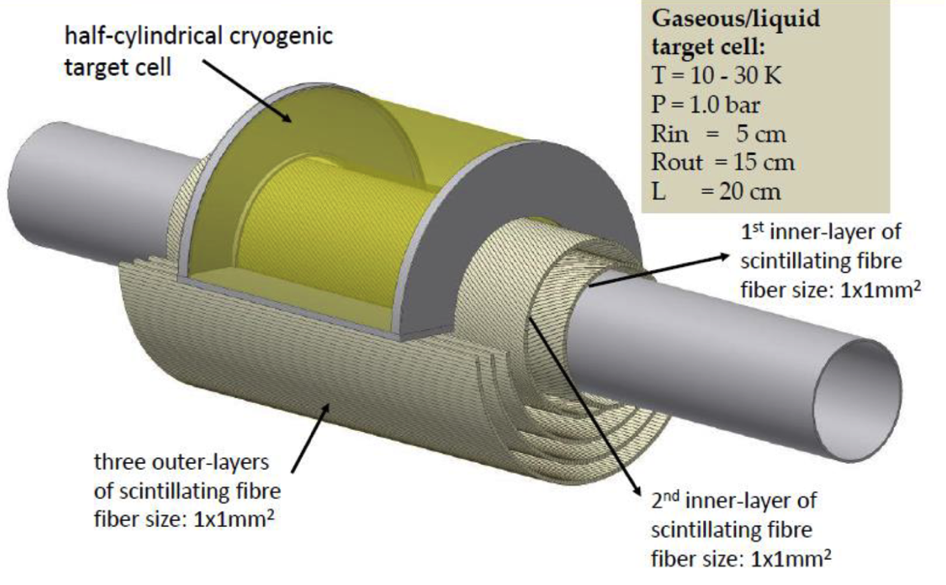 half-cylindrical cryogenic
target cell
Gaseous/liquid
target cell:
T = 10 - 30 K
P = 1.0 bar
Rin = 5 cm
Rout = 15 cm
L = 20 cm
1st inner-layer of
scintillating fibre
fiber size: 1x1mm²
three outer-layers
of scintillating fibre
fiber size: 1x1mm²
2nd inner-layer of
scintillating fibre
fiber size: 1x1mm²